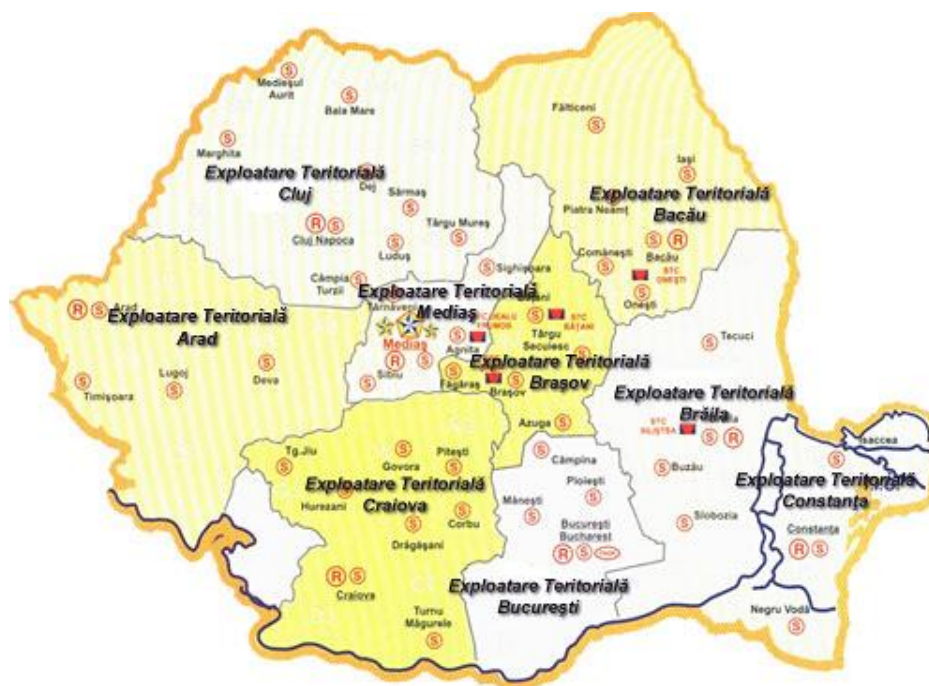 Medieșul
Aurit
S
Baia Mare
S
Fălticeni
S
Marghita
S
Iași
S
Exploatare Teritorială
Cluj
Dej
Sărmaș
S
Exploatare Teritorială
Bacău
Piatra Neamț
R S
Cluj Napoca
Târgu Mureș
S
Luduș
S
S R
Bacău
Comănești
S
STC
ONEȘTI
Onești
S
Câmpia
Turzii
S
Sighișoara
S
Exploatare Teritorială
Mediaș
R S
Arad
Exploatare Teritorială
Arad
Mediaș
R S
Agnita
S
S
STC
BĂȚANI
Târgu
Secuiesc
S
Tecuci
S
Timișoara
S
Lugoj
S
Deva
S
Sibiu
S
Exploatare Teritorială
Brașov
Făgăraș
S
Brașov
S
Exploatare Teritorială
Brăila
STC
SILIȘTEA
S R
Azuga
S
Isaccea
S
Tg.Jiu
S
Govora
S
Pitești
S
Câmpina
S
Buzău
S
Exploatare Teritorială
Craiova
Hurezani
Exploatare Teritorială
Constanța
Ploiești
S
Mănești
S
Corbu
S
Drăgășani
S
Slobozia
S
București
Bucharest
R S
Constanța
R S
R S
Craiova
Exploatare Teritorială
București
Turnu
Măgurele
S
Negru Vodă
S